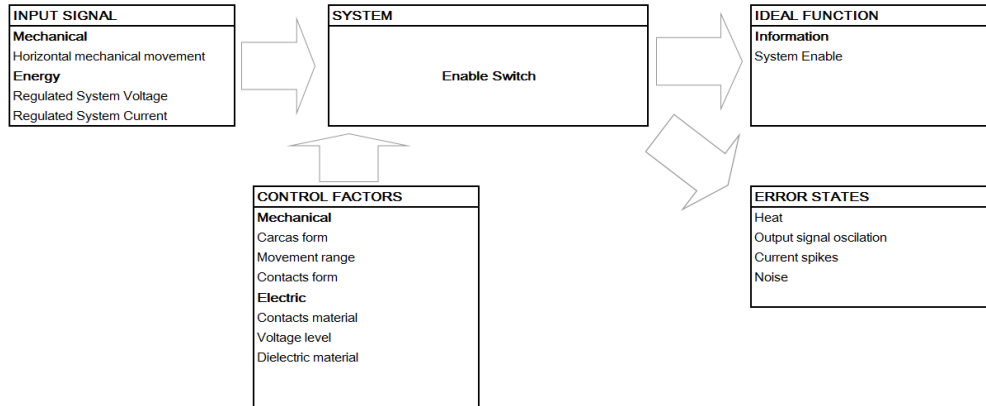 INPUT SIGNAL
Mechanical
Horizontal mechanical movement
Energy
Regulated System Voltage
Regulated System Current
SYSTEM
Enable Switch
IDEAL FUNCTION
Information
System Enable
CONTROL FACTORS
Mechanical
Carcas form
Movement range
Contacts form
Electric
Contacts material
Voltage level
Dielectric material
ERROR STATES
Heat
Output signal oscilation
Current spikes
Noise